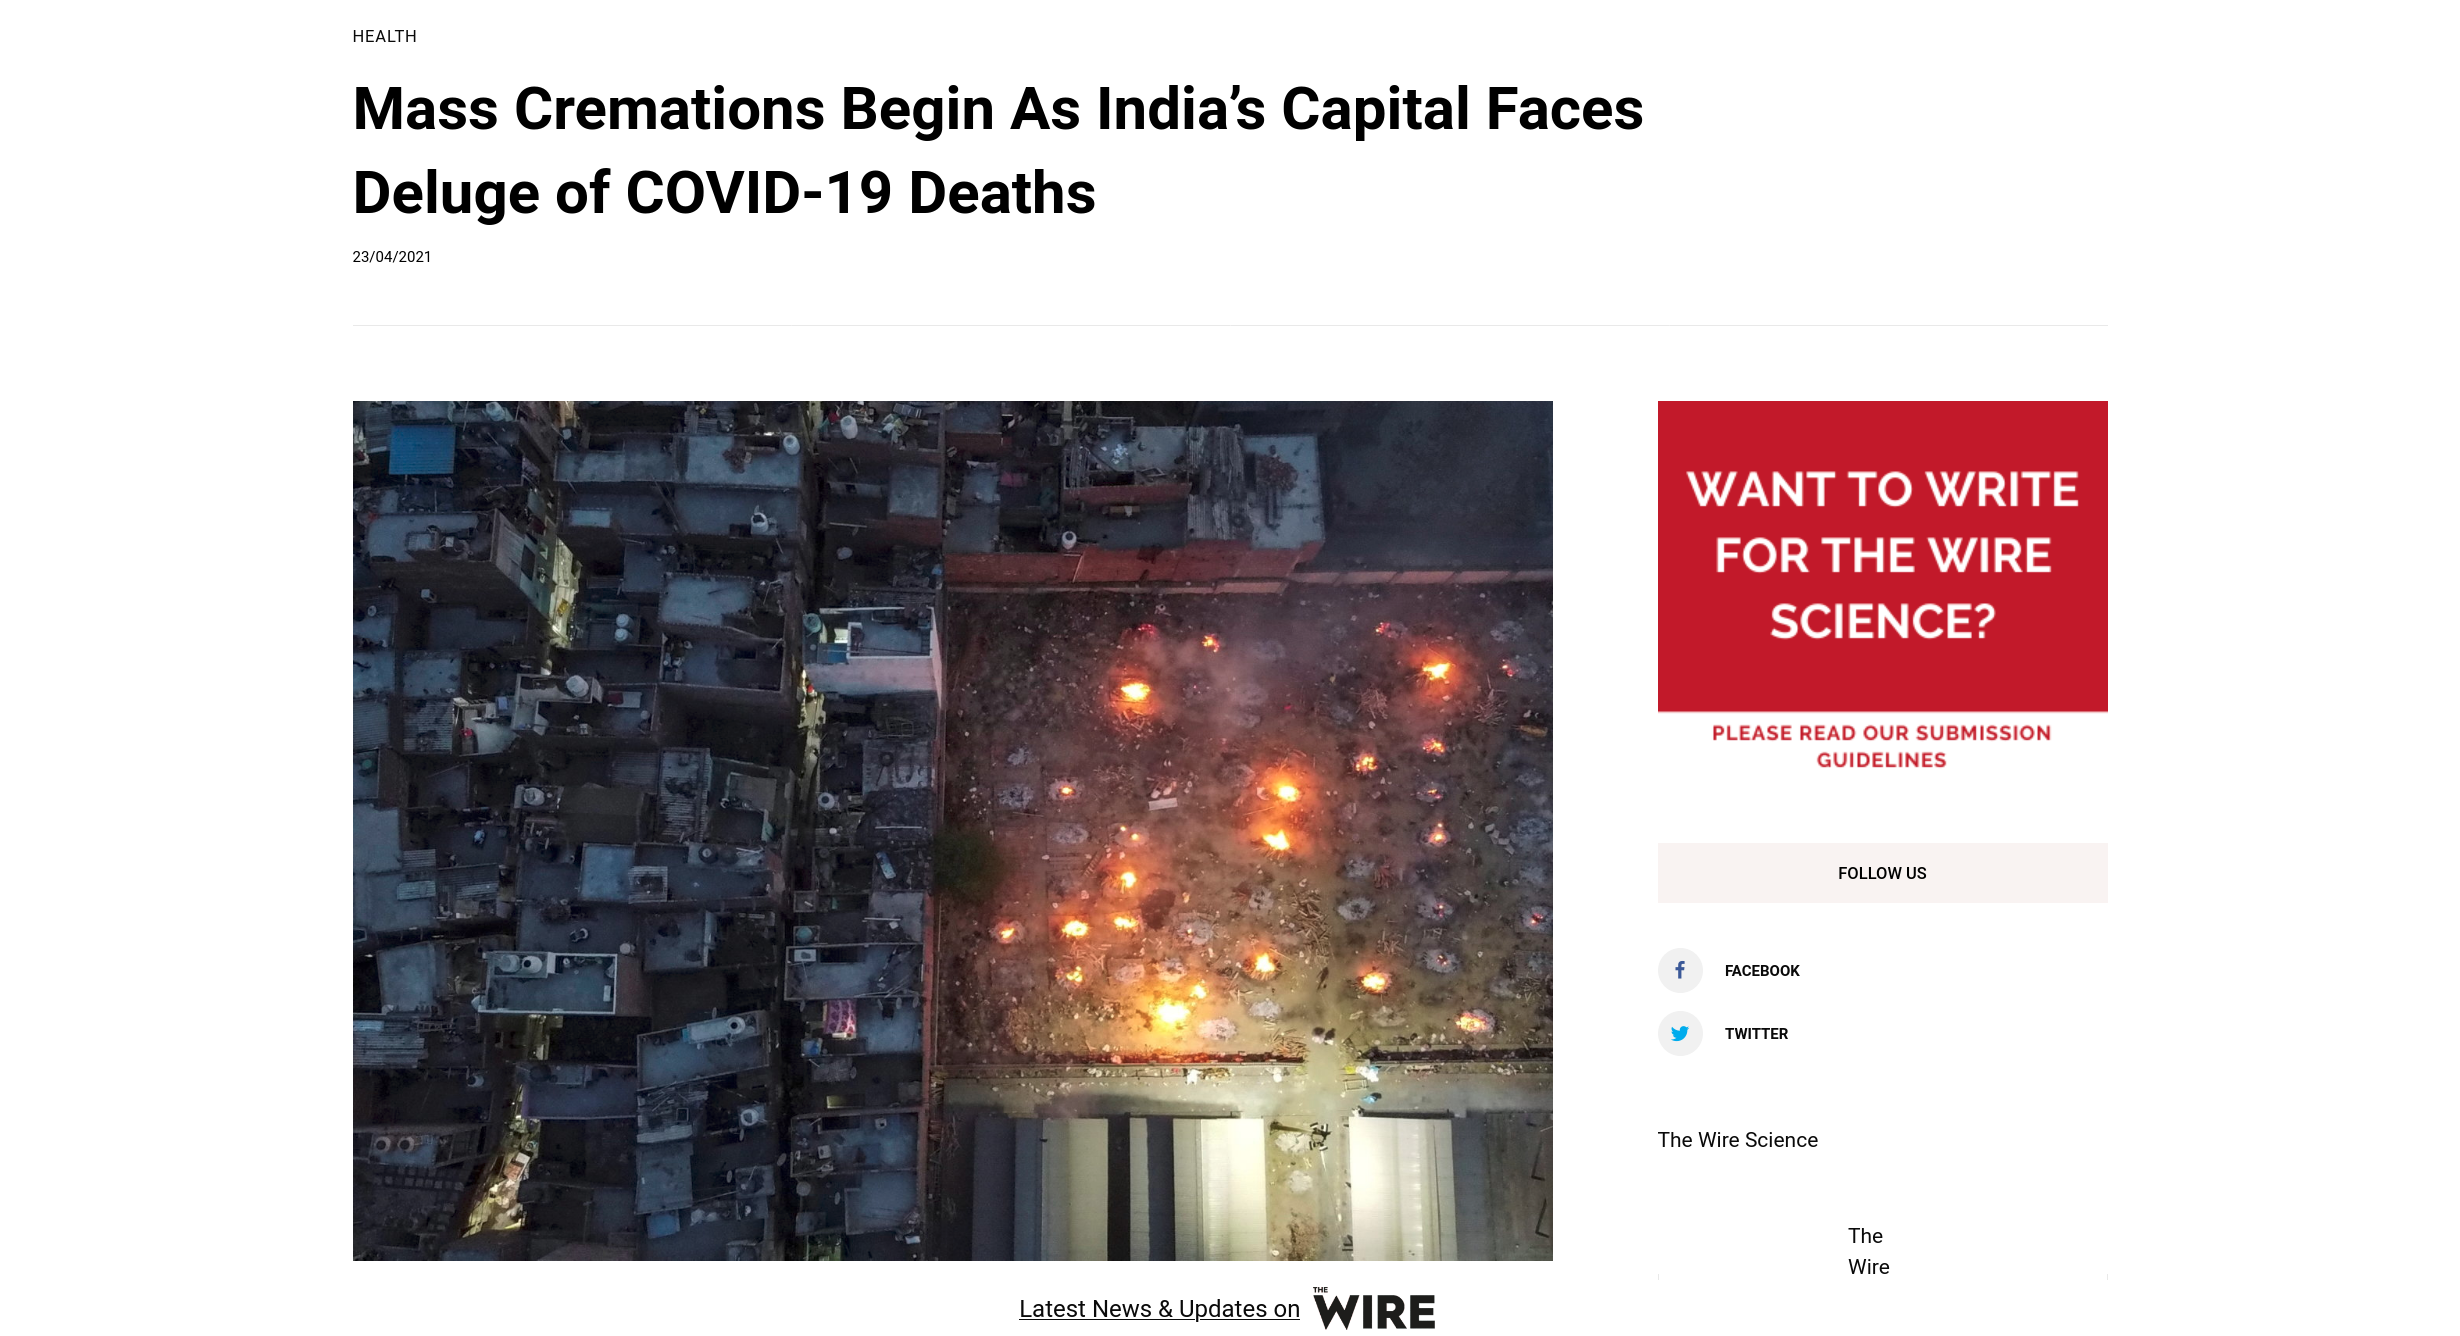 HEALTH
Mass Cremations Begin As India’s Capital Faces
Deluge of COVID-19 Deaths
23/04/2021
WANT TO WRITE
FOR THE WIRE
SCIENCE?
PLEASE READ OUR SUBMISSION
GUIDELINES
FOLLOW US
FACEBOOK
TWITTER
The Wire Science
The
Wire
Latest News & Updates on THE WIRE